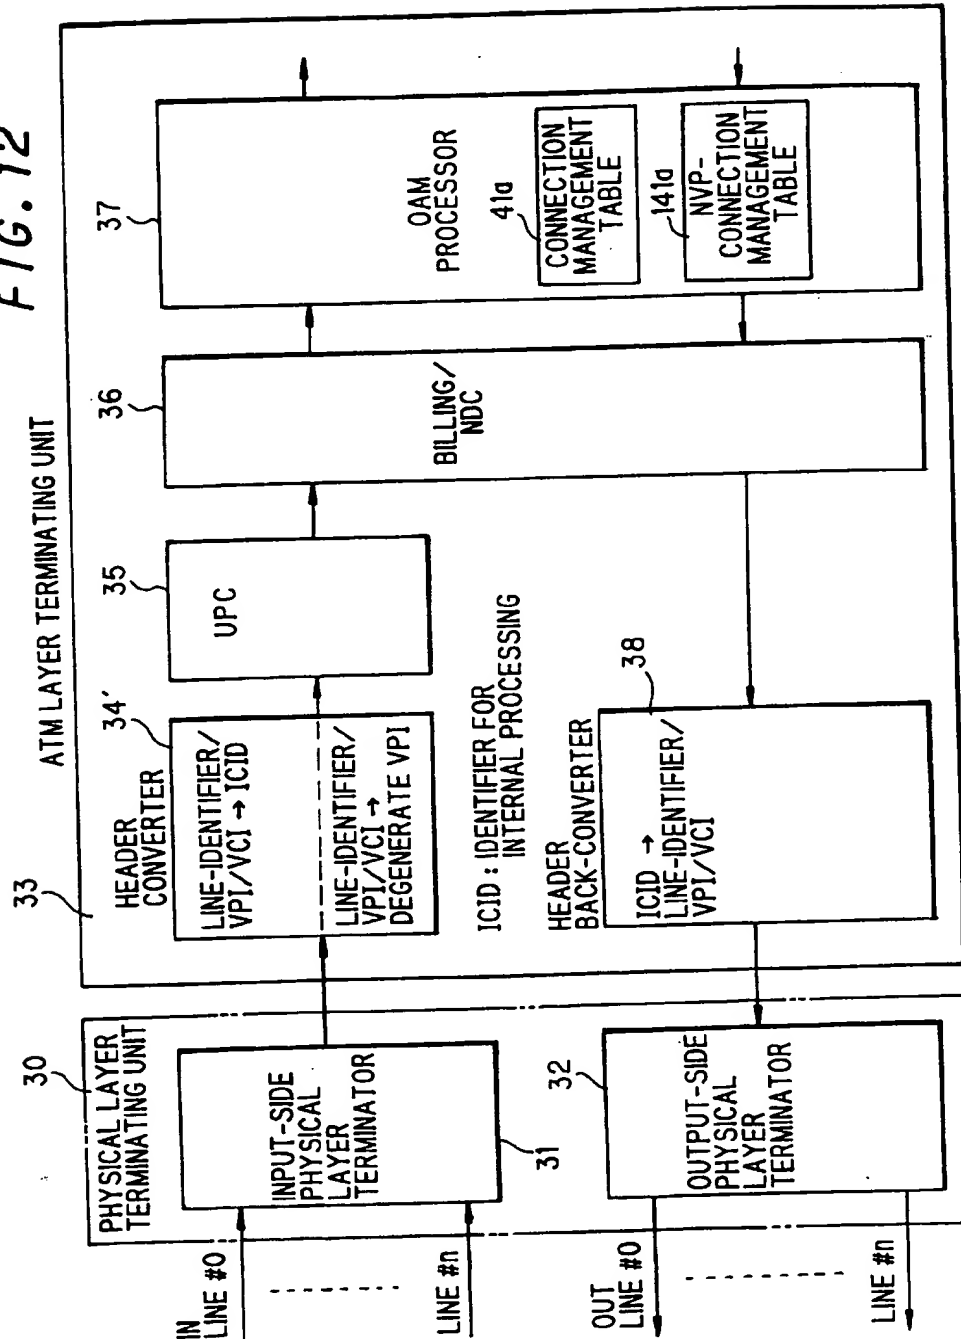 FIG. 12
ATM LAYER TERMINATING UNIT
33
HEADER
CONVERTER
34'
LINE-IDENTIFIER/
VPI/VCI → ICID
LINE-IDENTIFIER/
VPI/VCI →
DEGENERATE VPI
35
UPC
36
BILLING/
NDC
37
OAM
PROCESSOR
41a
CONNECTION
MANAGEMENT
TABLE
141a
NVP-
CONNECTION
MANAGEMENT
TABLE
ICID : IDENTIFIER FOR
INTERNAL PROCESSING
HEADER
BACK-CONVERTER
38
ICID →
LINE-IDENTIFIER/
VPI/VCI
30
PHYSICAL LAYER
TERMINATING UNIT
INPUT-SIDE
PHYSICAL
LAYER
TERMINATOR
31
32
OUTPUT-SIDE
PHYSICAL
LAYER
TERMINATOR
IN
LINE #0
LINE #n
OUT
LINE #0
LINE #n